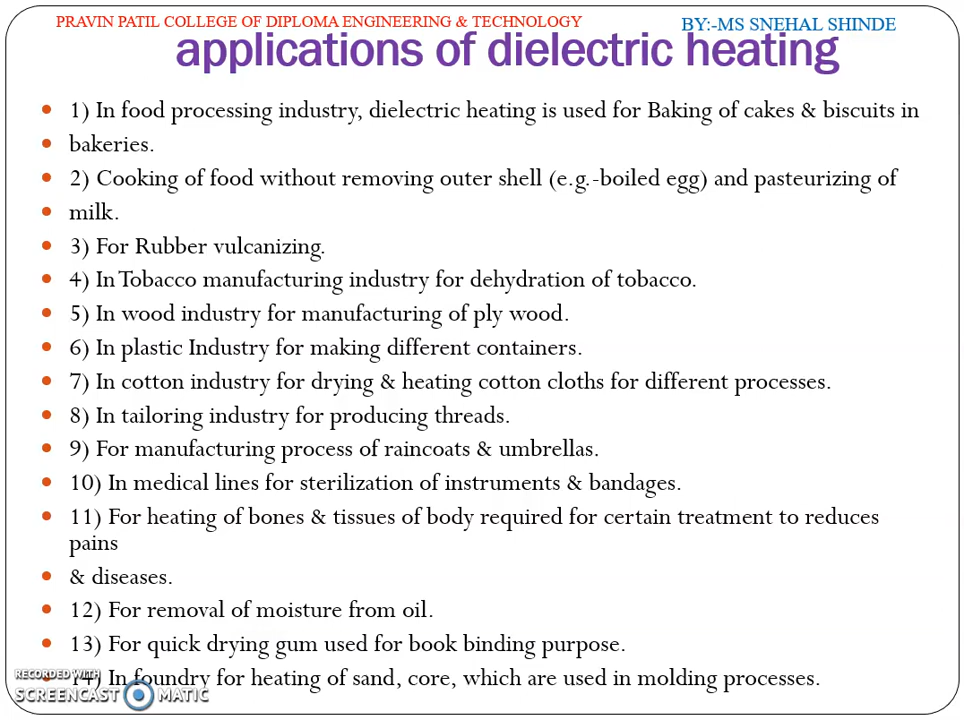 PRAVIN PATIL COLLEGE OF DIPLOMA ENGINEERING & TECHNOLOGY
BY:-MS SNEHAL SHINDE
applications of dielectric heating
1) In food processing industry, dielectric heating is used for Baking of cakes & biscuits in
bakeries.
2) Cooking of food without removing outer shell (e.g.-boiled egg) and pasteurizing of
milk.
3) For Rubber vulcanizing.
4) In Tobacco manufacturing industry for dehydration of tobacco.
5) In wood industry for manufacturing of ply wood.
6) In plastic Industry for making different containers.
7) In cotton industry for drying & heating cotton cloths for different processes.
8) In tailoring industry for producing threads.
9) For manufacturing process of raincoats & umbrellas.
10) In medical lines for sterilization of instruments & bandages.
11) For heating of bones & tissues of body required for certain treatment to reduces
pains
& diseases.
12) For removal of moisture from oil.
13) For quick drying gum used for book binding purpose.
14) In foundry for heating of sand, core, which are used in molding processes.
RECORDED WITH
SCREENCAST MATIC